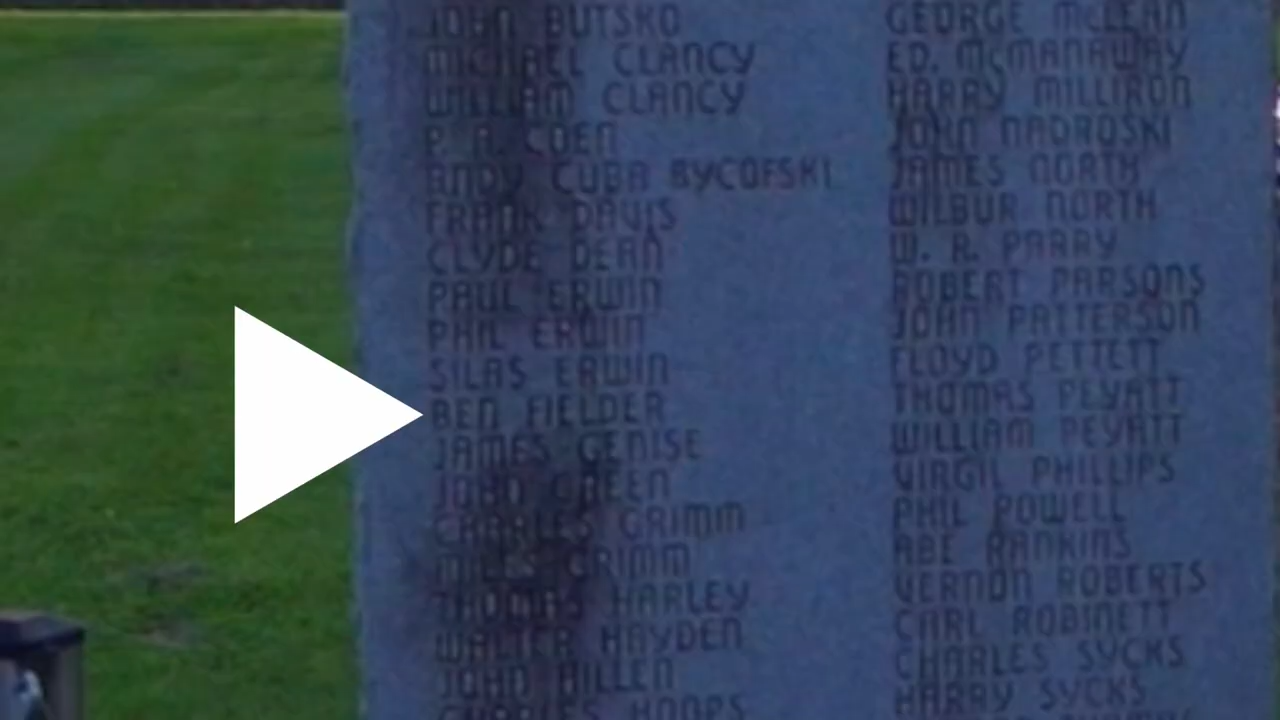 JOHN BUTSKO
MICHAEL CLANCY
WILLIAM CLANCY
P. A. COEN
ANDY CUBA BYCOFSKI
FRANK DAVIS
CLYDE DEAN
PAUL ERWIN
PHIL ERWIN
SILAS ERWIN
BEN FIELDER
JAMES GENISE
JOHN GREEN
CHARLES GRIMM
GRIMM
THOMAS HARLEY
WALTER HAYDEN
JOHN HILLEN
CHARLES HOOPS
GEORGE McLEAN
ED. McMANAWAY
HARRY MILLIRON
JOHN NADROSKI
JAMES NORTH
WILBUR NORTH
W. R. PARRY
ROBERT PARSONS
JOHN PATTERSON
FLOYD PETTETT
THOMAS PEYATT
WILLIAM PEYATT
VIRGIL PHILLIPS
PHIL POWELL
ABE RANKINS
VERNON ROBERTS
CARL ROBINETT
CHARLES SYCKS
HARRY SYCKS